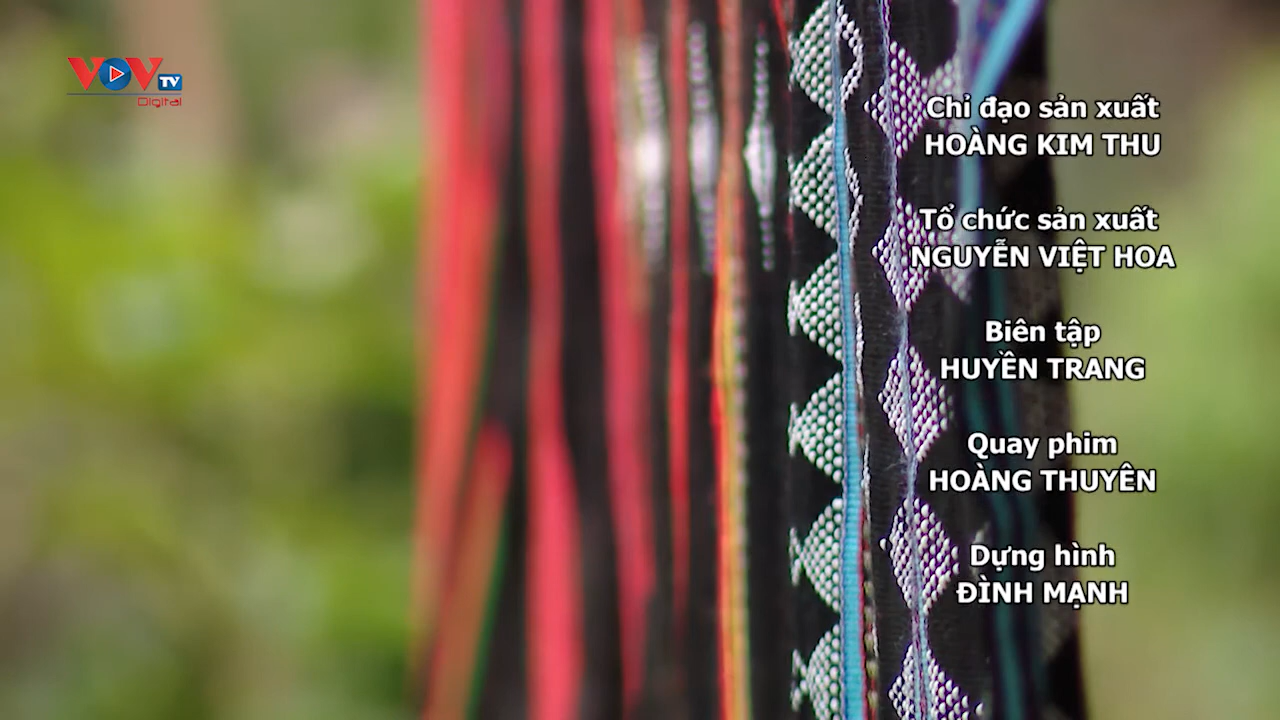 VOV TV
Digital
Chỉ đạo sản xuất
HOÀNG KIM THU
Tổ chức sản xuất
NGUYỄN VIỆT HOA
Biên tập
HUYỀN TRANG
Quay phim
HOÀNG THUYÊN
Dựng hình
ĐÌNH MẠNH